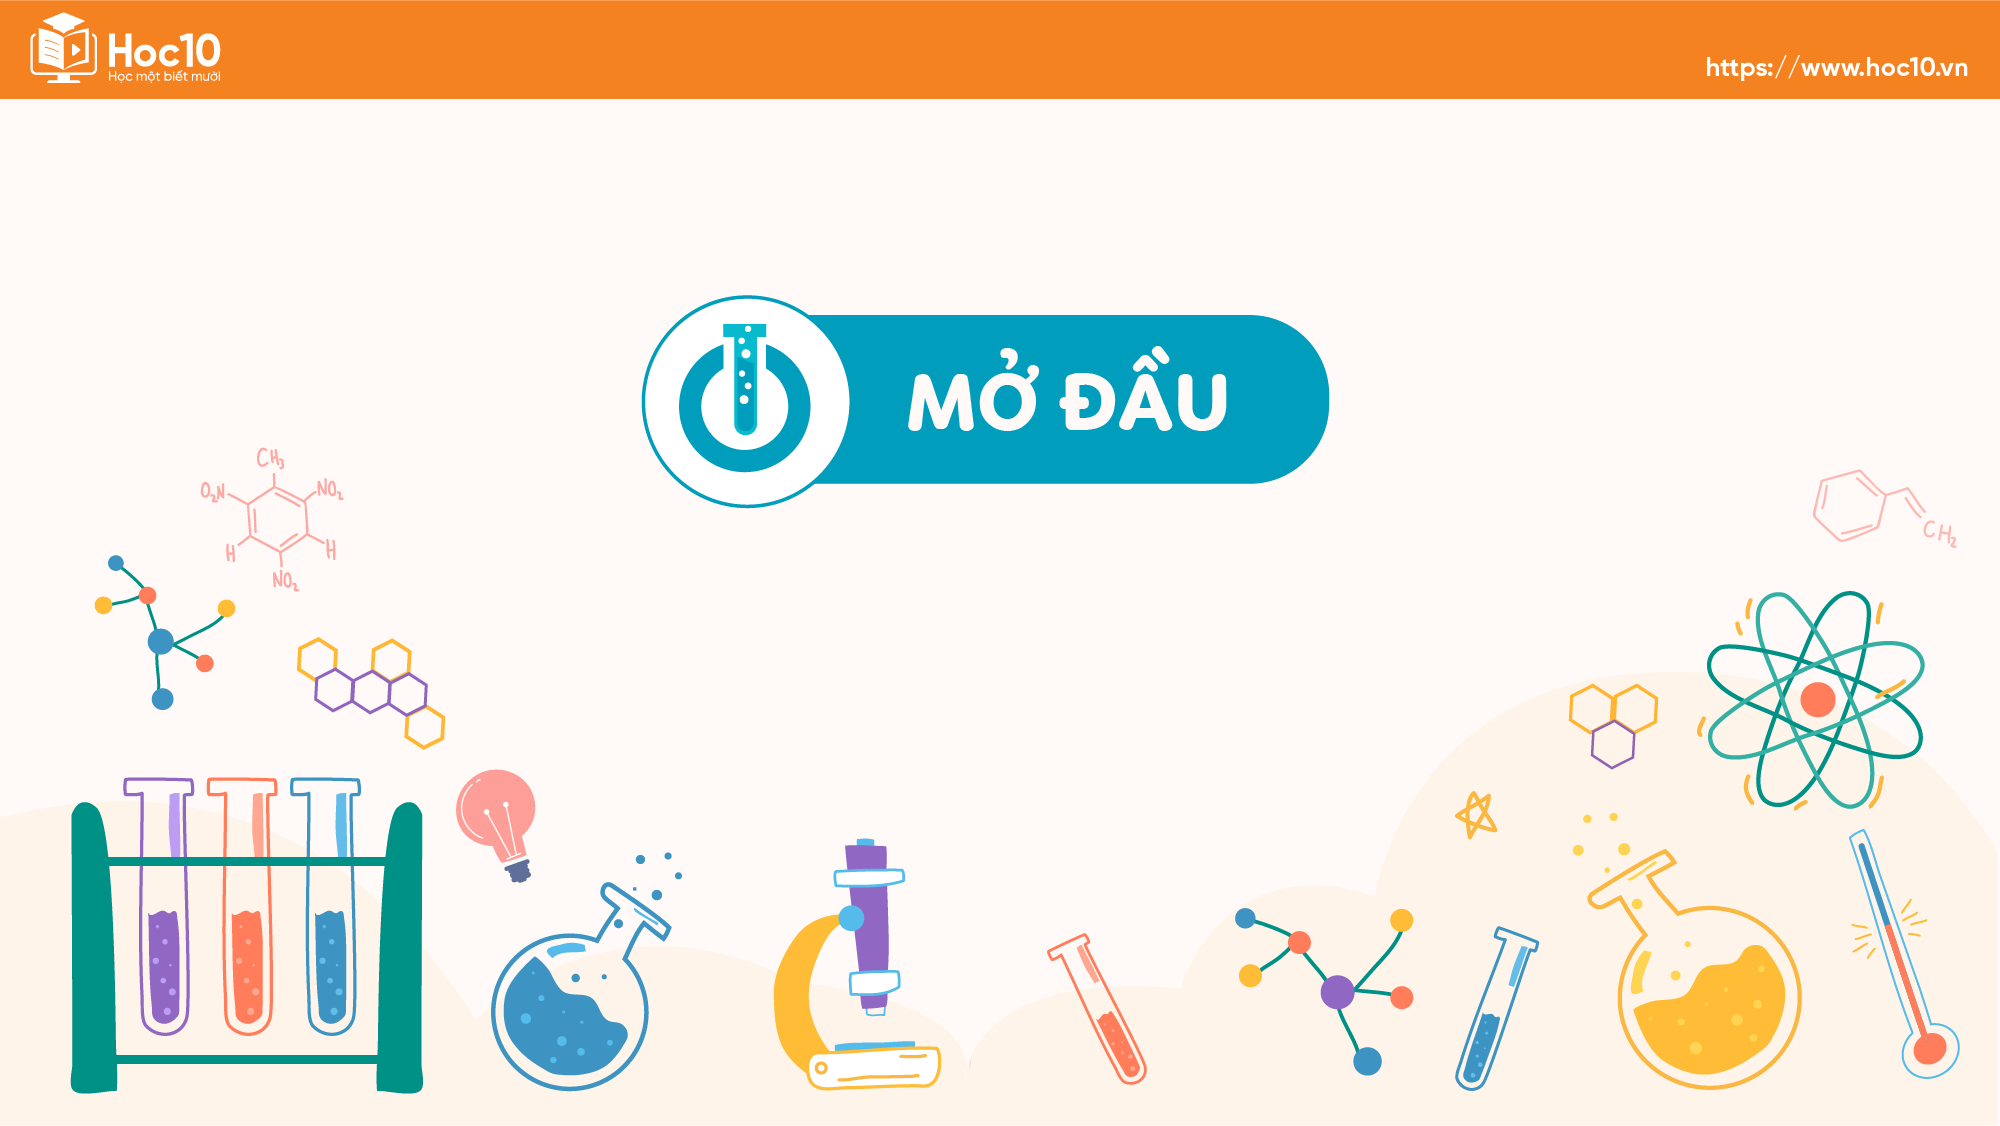 Hoc10
Học một biết mười
https://www.hoc10.vn
MỞ ĐẦU
CH₃
O₂N
NO₂
H
H
NO₂
CH₂